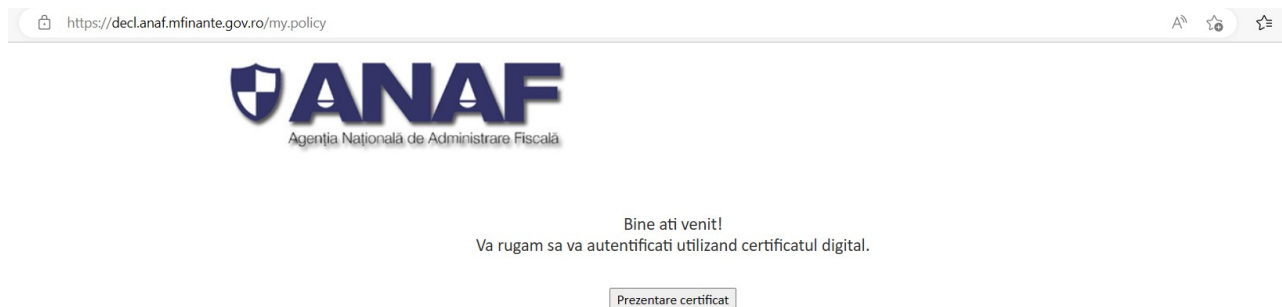 https://decl.anaf.mfinante.gov.ro/my.policy
ANAF
Agenția Națională de Administrare Fiscală
Bine ati venit!
Va rugam sa va autentificati utilizand certificatul digital.
Prezentare certificat